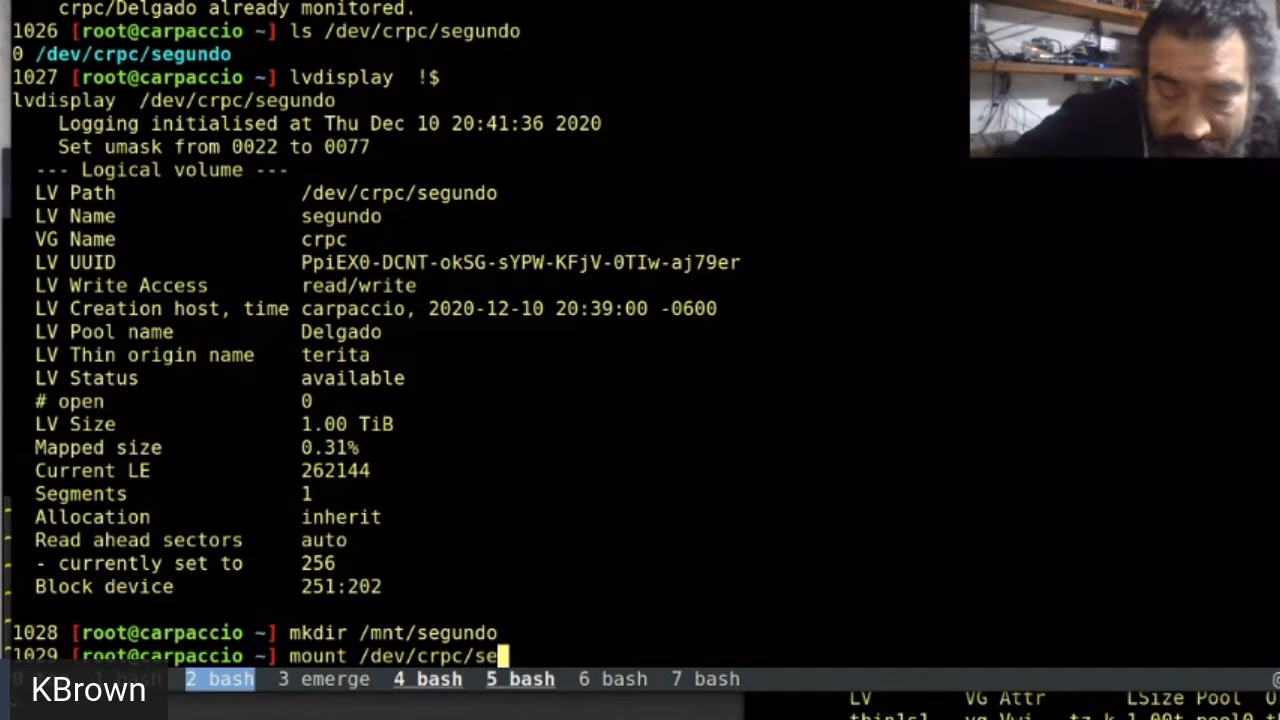 crpc/Delgado already monitored.
1026 [root@carpaccio ~] ls /dev/crpc/segundo
0 /dev/crpc/segundo
1027 [root@carpaccio ~] lvdisplay  !$
lvdisplay  /dev/crpc/segundo
Logging initialised at Thu Dec 10 20:41:36 2020
Set umask from 0022 to 0077
--- Logical volume ---
LV Path /dev/crpc/segundo
LV Name segundo
VG Name crpc
LV UUID PpiEX0-DCNT-okSG-sYPW-KFjV-0TIw-aj79er
LV Write Access read/write
LV Creation host, time carpaccio, 2020-12-10 20:39:00 -0600
LV Pool name Delgado
LV Thin origin name terita
LV Status available
# open 0
LV Size 1.00 TiB
Mapped size 0.31%
Current LE 262144
Segments 1
Allocation inherit
Read ahead sectors auto
- currently set to 256
Block device 251:202
1028 [root@carpaccio ~] mkdir /mnt/segundo
1029 [root@carpaccio ~] mount /dev/crpc/se
1 bash 2 bash 3 emerge 4 bash 5 bash 6 bash 7 bash
KBrown
LV VG Attr LSize Pool